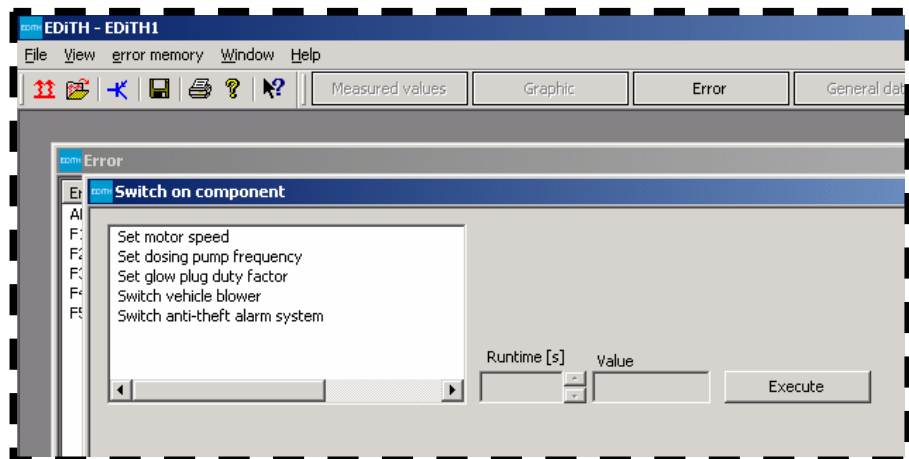 EDiTH - EDiTH1
File View error memory Window Help
Measured values Graphic Error General dat
Error
Switch on component
Set motor speed
Set dosing pump frequency
Set glow plug duty factor
Switch vehicle blower
Switch anti-theft alarm system
Runtime [s] Value
Execute